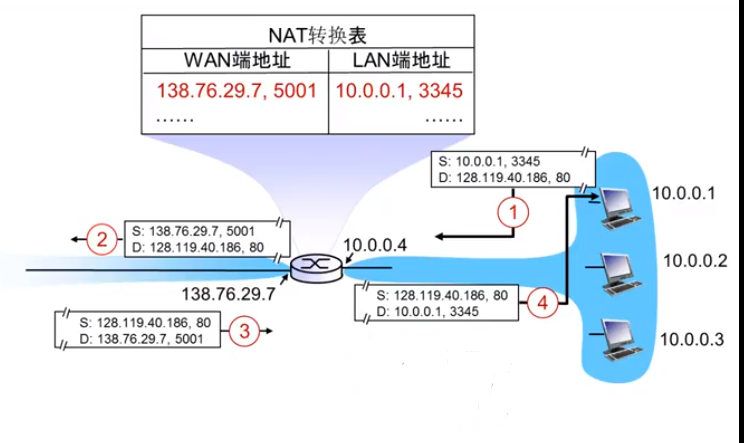 NAT转换表
WAN端地址 LAN端地址
138.76.29.7, 5001 10.0.0.1, 3345
…… ……
S: 10.0.0.1, 3345
D: 128.119.40.186, 80
1
10.0.0.1
S: 138.76.29.7, 5001
D: 128.119.40.186, 80
2
10.0.0.4
10.0.0.2
138.76.29.7
S: 128.119.40.186, 80
D: 10.0.0.1, 3345
4
S: 128.119.40.186, 80
D: 138.76.29.7, 5001
3
10.0.0.3